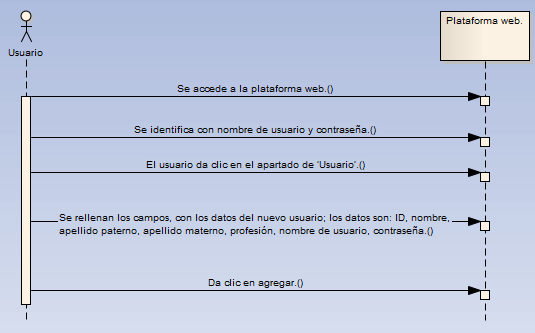 Usuario
Plataforma web.
Se accede a la plataforma web.()
Se identifica con nombre de usuario y contraseña.()
El usuario da clic en el apartado de 'Usuario'.()
Se rellenan los campos, con los datos del nuevo usuario; los datos son: ID, nombre,
apellido paterno, apellido materno, profesión, nombre de usuario, contraseña.()
Da clic en agregar.()